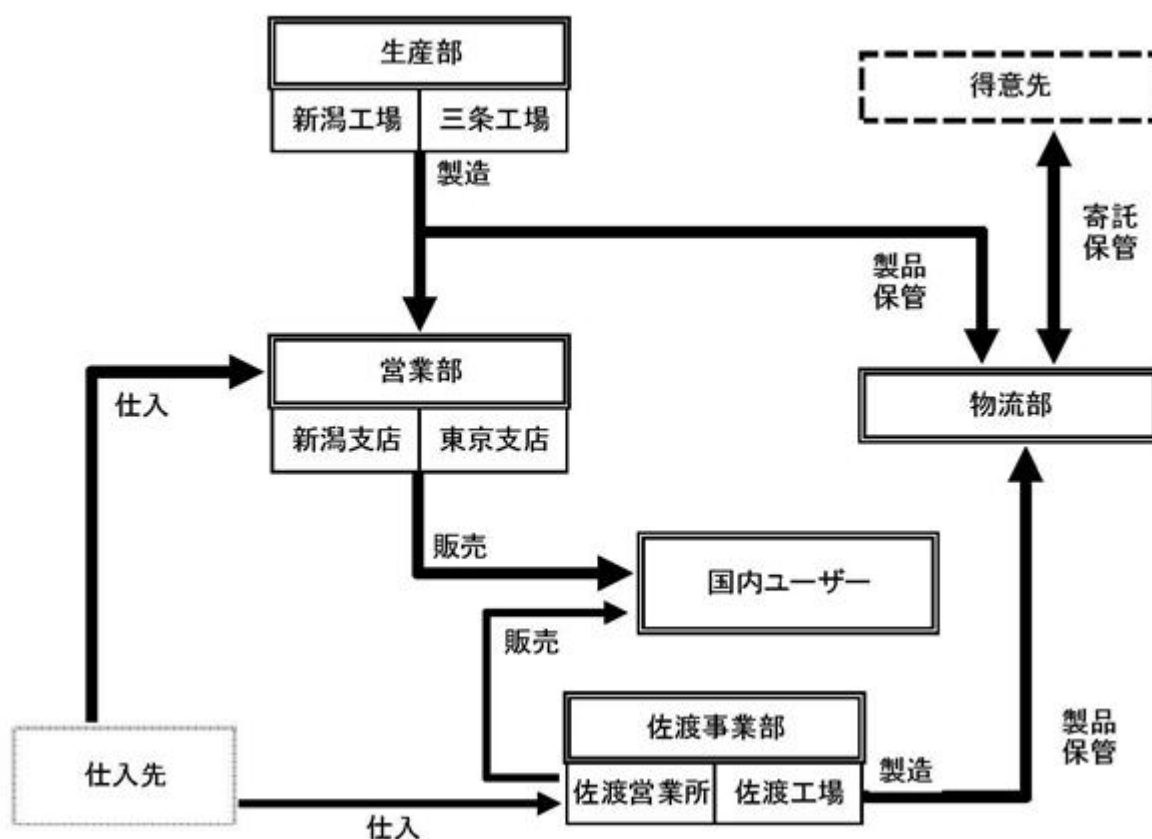 生産部
新潟工場 三条工場
得意先
製造
寄託
保管
製品
保管
営業部
仕入
新潟支店 東京支店
物流部
販売
国内ユーザー
販売
佐渡事業部
製品
保管
仕入先
佐渡営業所 佐渡工場
製造
仕入